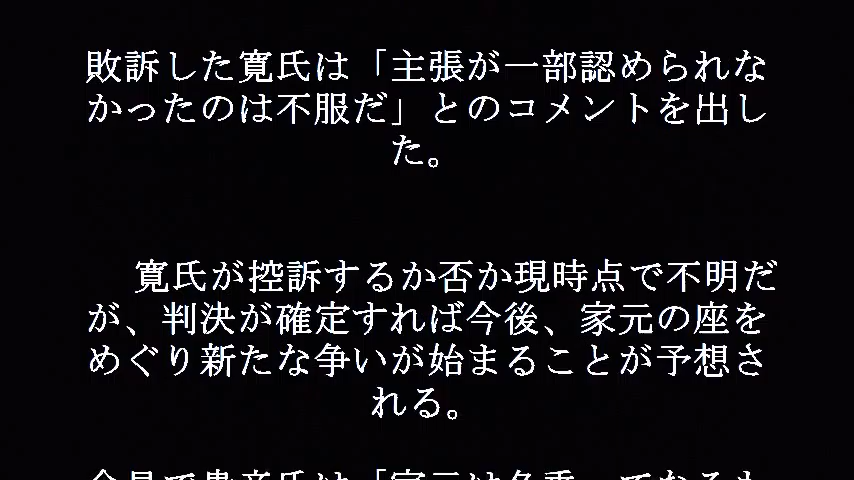 敗訴した寛氏は「主張が一部認められな
かったのは不服だ」とのコメントを出し
た。
寛氏が控訴するか否か現時点で不明だ
が、判決が確定すれば今後、家元の座を
めぐり新たな争いが始まることが予想さ
れる。